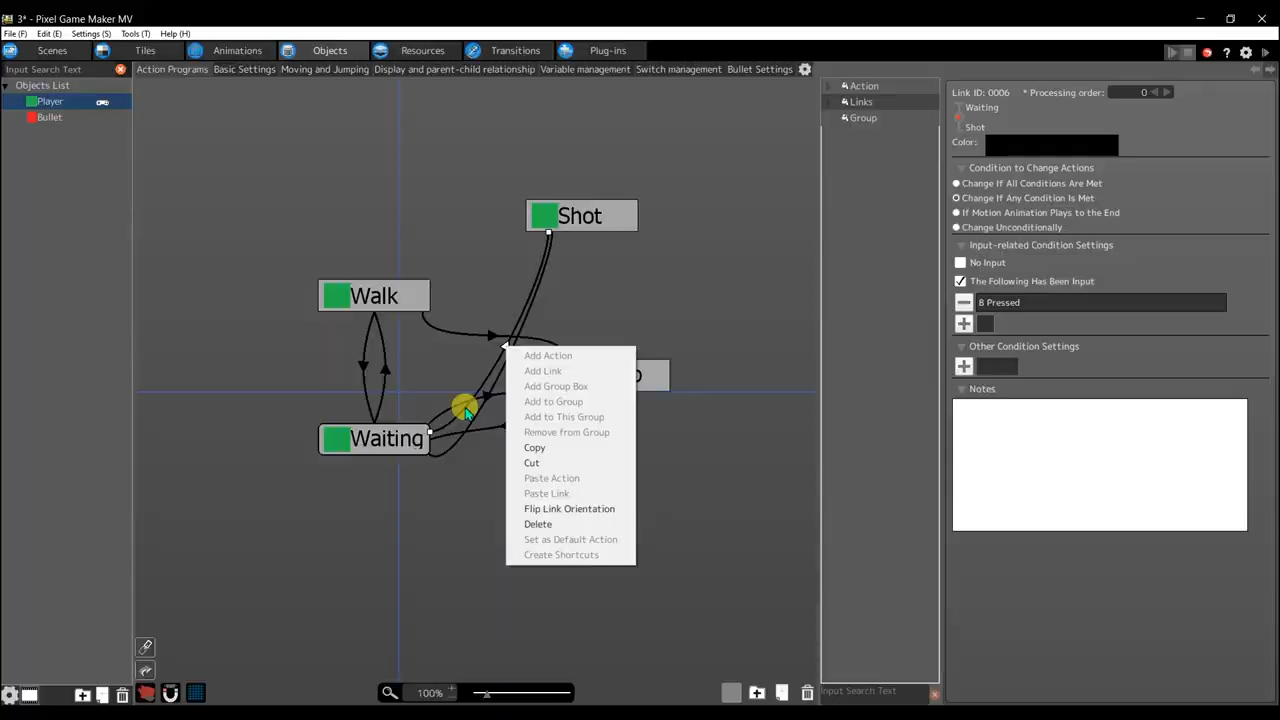 3* - Pixel Game Maker MV
File (F) Edit (E) Settings (S) Tools (T) Help (H)
Scenes Tiles Animations Objects Resources Transitions Plug-ins
Input Search Text Action Programs Basic Settings Moving and Jumping Display and parent-child relationship Variable management Switch management Bullet Settings
Objects List
Player
Bullet
Shot
Walk
Waiting
Add Action
Add Link
Add Group Box
Add to Group
Add to This Group
Remove from Group
Copy
Cut
Paste Action
Paste Link
Flip Link Orientation
Delete
Set as Default Action
Create Shortcuts
100%
Action
Links
Group
Input Search Text
Link ID: 0006 * Processing order: 0
Waiting
Shot
Color:
Condition to Change Actions
Change If All Conditions Are Met
Change If Any Condition Is Met
If Motion Animation Plays to the End
Change Unconditionally
Input-related Condition Settings
No Input
The Following Has Been Input
B Pressed
Other Condition Settings
Notes